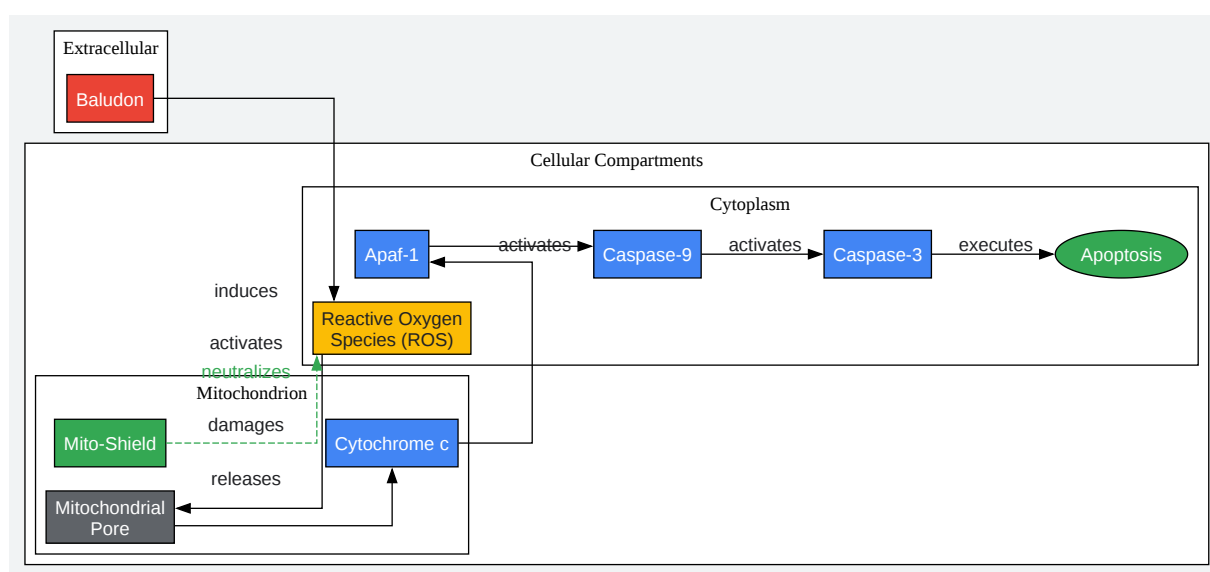 Extracellular
Baludon
Cellular Compartments
Cytoplasm
Apaf-1
activates
Caspase-9
activates
Caspase-3
executes
Apoptosis
induces
Reactive Oxygen
Species (ROS)
activates
neutralizes
Mitochondrion
damages
Mito-Shield
Cytochrome c
releases
Mitochondrial
Pore